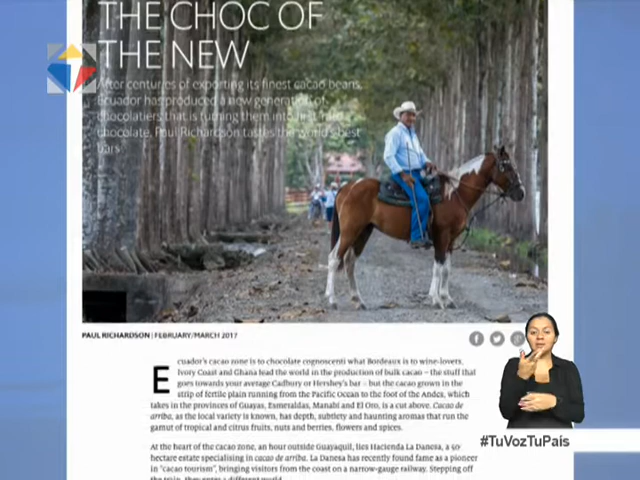 THE CHOC OF
THE NEW
After centuries of exporting its finest cacao beans,
Ecuador has produced a new generation of
chocolatiers that is turning them into first-rate
chocolate. Paul Richardson tastes the world's best
bars
PAUL RICHARDSON | FEBRUARY/MARCH 2017
Ecuador's cacao zone is to chocolate cognoscenti what Bordeaux is to wine-lovers.
Ivory Coast and Ghana lead the world in the production of bulk cacao – the stuff that
goes towards your average Cadbury or Hershey's bar – but the cacao grown in the
strip of fertile plain running from the Pacific Ocean to the foot of the Andes, which
takes in the provinces of Guayas, Esmeraldas, Manabí and El Oro, is a cut above. Cacao de
arriba, as the local variety is known, has depth, subtlety and haunting aromas that run the
gamut of tropical and citrus fruits, nuts and berries, flowers and spices.
At the heart of the cacao zone, an hour outside Guayaquil, lies Hacienda La Danesa, a 90-
hectare estate specialising in cacao de arriba. La Danesa has recently found fame as a pioneer
in "cacao tourism", bringing visitors from the coast on a narrow-gauge railway. Stepping off
the train, they enter a different world
#TuVozTuPaís